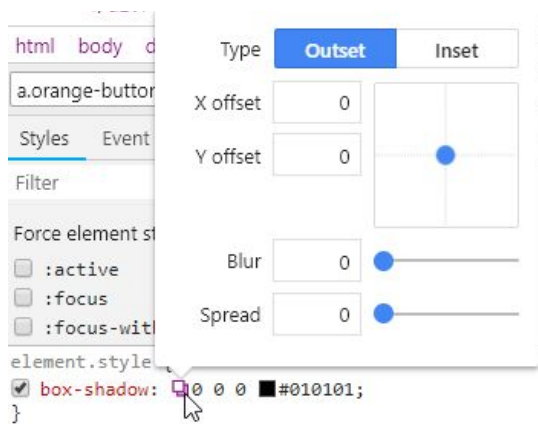 html body d
Type Outset Inset
a.orange-button
X offset 0
Styles Event
Y offset 0
Filter
Force element st
:active
Blur 0
:focus
Spread 0
:focus-with
element.style {
box-shadow: 0 0 0 #010101;
}